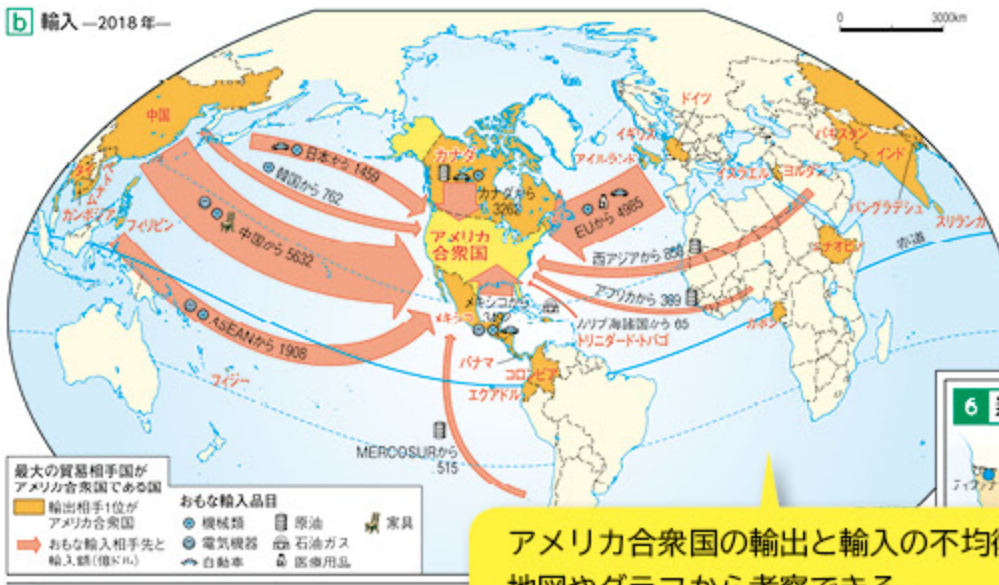 b 輸入 —2018年—
0 3000km
中国
カナダ
アメリカ
合衆国
日本から 1459
韓国から 762
中国から 5632
ASEANから 1908
カナダから
EUから 4985
西アジアから
アフリカから
メキシコから
カリブ海諸国から 65
トリニダード・トバゴ
MERCOSURから
515
ドイツ
イギリス
アイルランド
イスラエル
ヨルダン
パキスタン
インド
バングラデシュ
スリランカ
エチオピア
ガボン
赤道
カンボジア
フィリピン
フィジー
メキシコ
パナマ
コロンビア
エクアドル
最大の貿易相手国が
アメリカ合衆国である国
輸出相手1位が
アメリカ合衆国
おもな輸入相手先と
輸入額(億ドル)
おもな輸入品目
機械類
電気機器
自動車
原油
石油ガス
医療用品
家具
6
アメリカ合衆国の輸出と輸入の不均